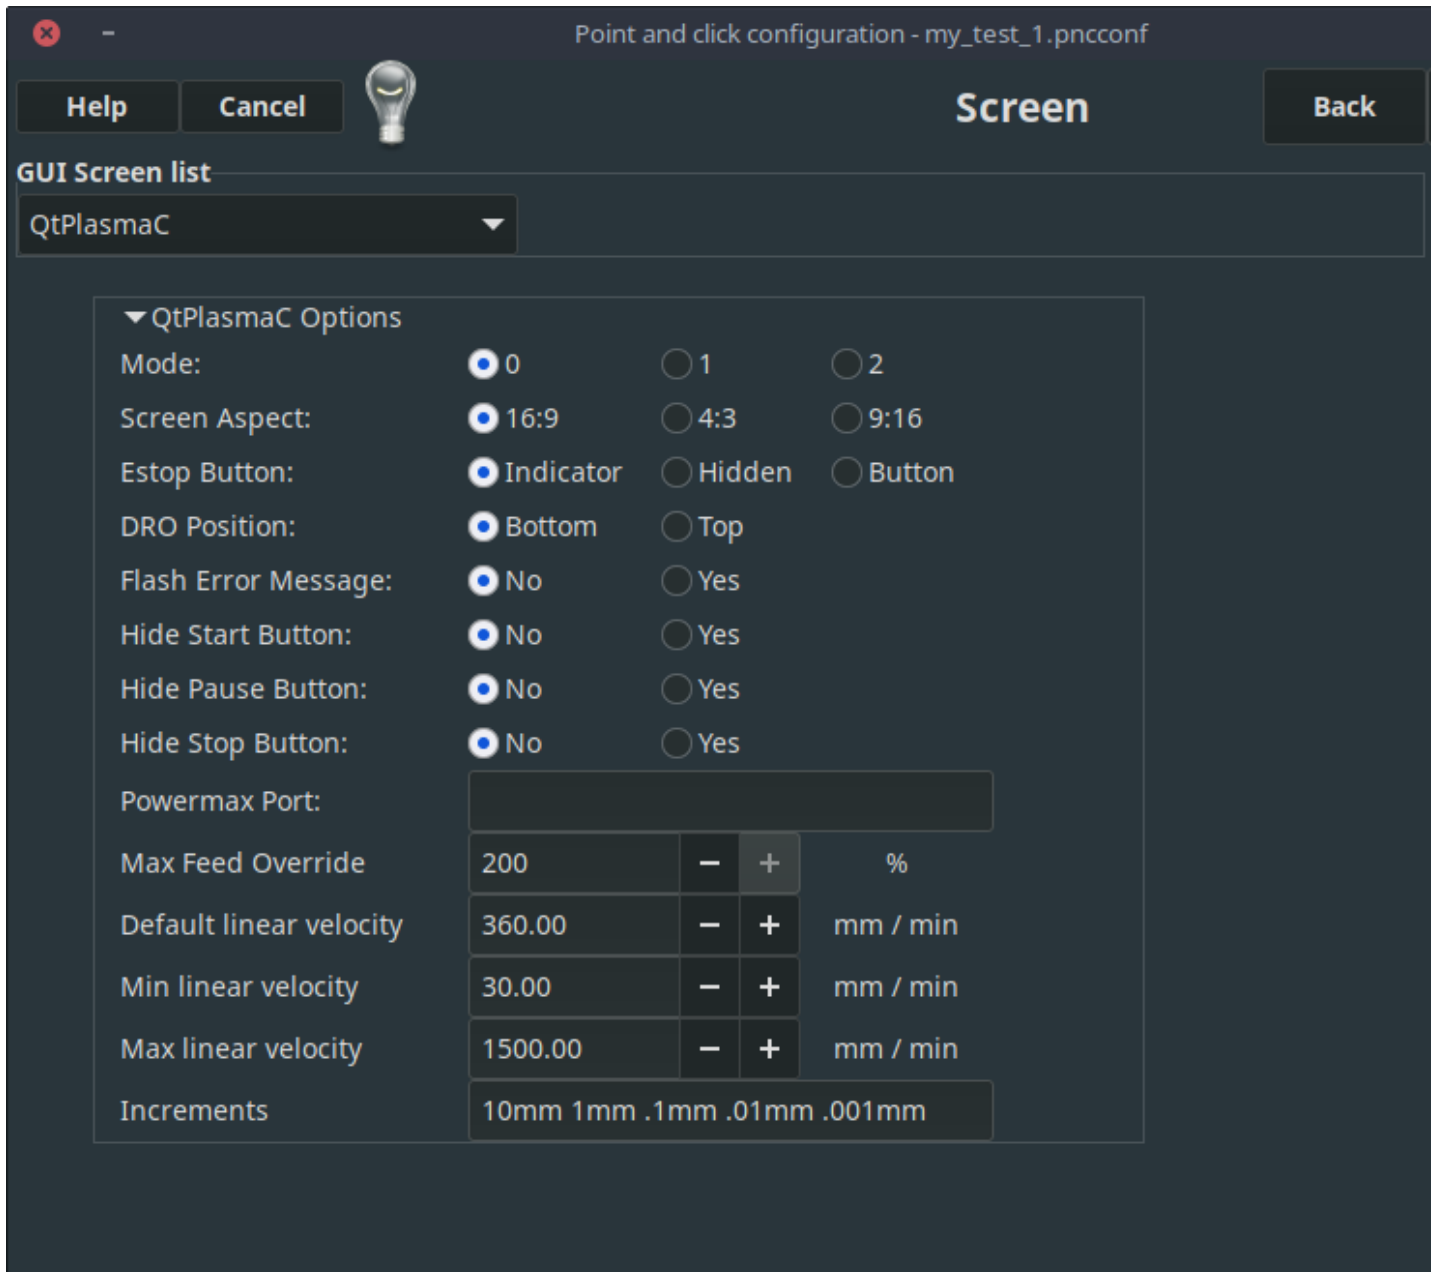 Point and click configuration - my_test_1.pncconf
Help Cancel Screen Back
GUI Screen list
QtPlasmaC
QtPlasmaC Options
Mode: 0 1 2
Screen Aspect: 16:9 4:3 9:16
Estop Button: Indicator Hidden Button
DRO Position: Bottom Top
Flash Error Message: No Yes
Hide Start Button: No Yes
Hide Pause Button: No Yes
Hide Stop Button: No Yes
Powermax Port:
Max Feed Override 200 − + %
Default linear velocity 360.00 − + mm / min
Min linear velocity 30.00 − + mm / min
Max linear velocity 1500.00 − + mm / min
Increments 10mm 1mm .1mm .01mm .001mm